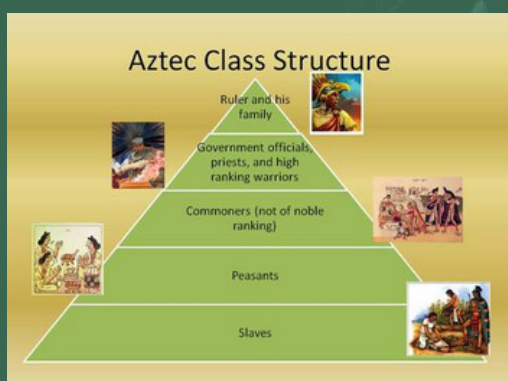 Aztec Class Structure
Ruler and his
family
Government officials,
priests, and high
ranking warriors
Commoners (not of noble
ranking)
Peasants
Slaves